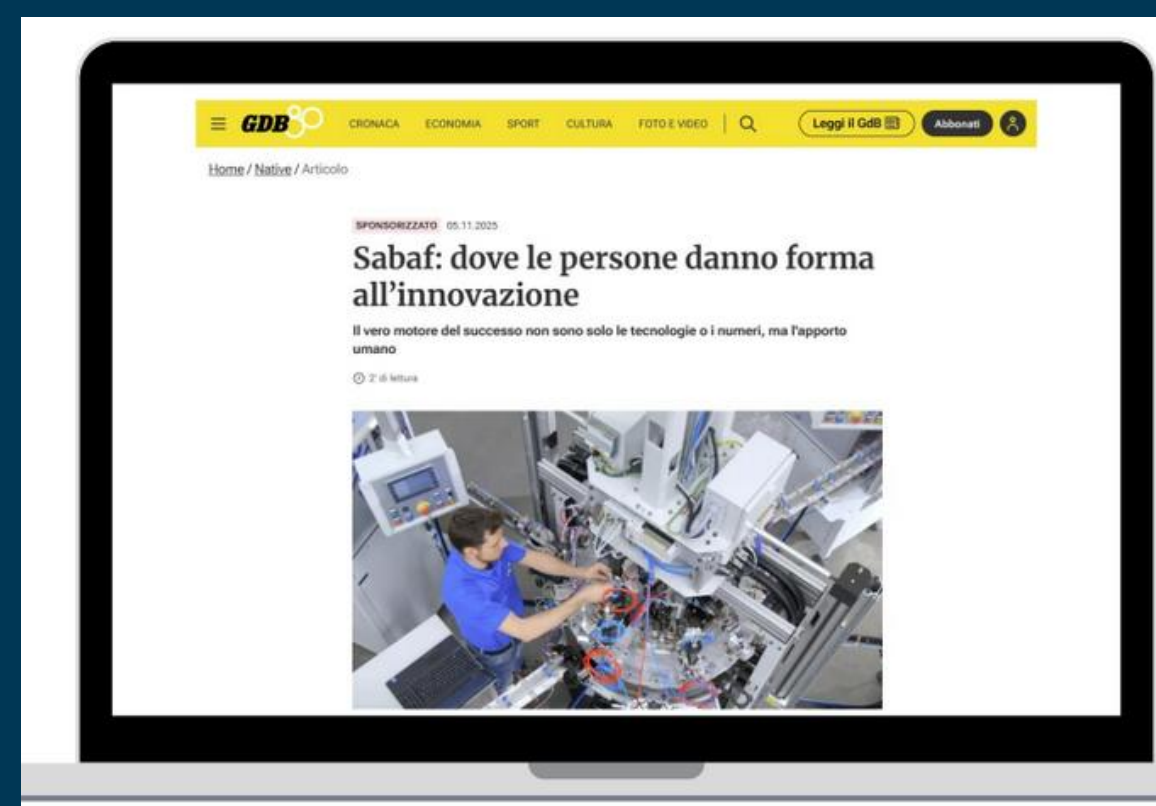 GDB 80 CRONACA ECONOMIA SPORT CULTURA FOTO E VIDEO Leggi il GdB Abbonati
Home / Native / Articolo
SPONSORIZZATO 05.11.2025
Sabaf: dove le persone danno forma
all’innovazione
Il vero motore del successo non sono solo le tecnologie o i numeri, ma l'apporto
umano
2' di lettura